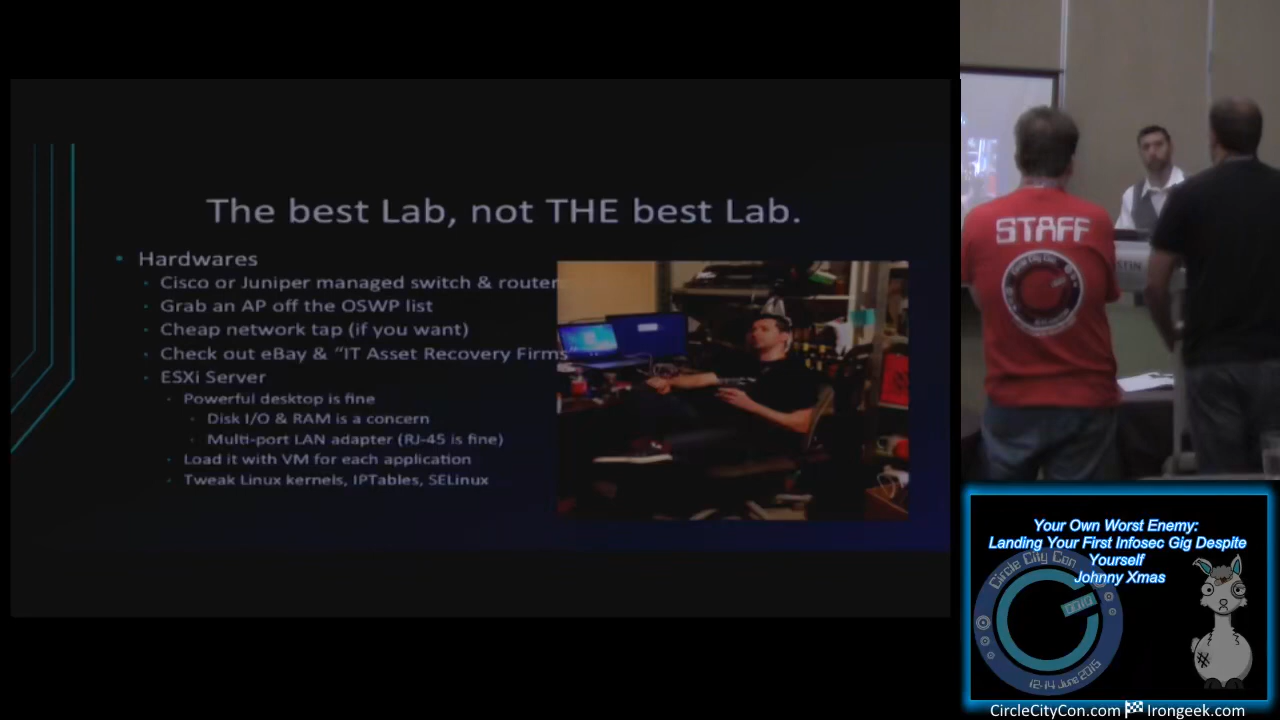 The best Lab, not THE best Lab.
Hardwares
Cisco or Juniper managed switch & router
Grab an AP off the OSWP list
Cheap network tap (if you want)
Check out eBay & “IT Asset Recovery Firms
ESXi Server
Powerful desktop is fine
Disk I/O & RAM is a concern
Multi-port LAN adapter (RJ-45 is fine)
Load it with VM for each application
Tweak Linux kernels, IPTables, SELinux
STAFF
Circle City Con
Your Own Worst Enemy:
Landing Your First Infosec Gig Despite
Yourself
Johnny Xmas
Circle City Con
12-14 June 2015
CircleCityCon.com Irongeek.com